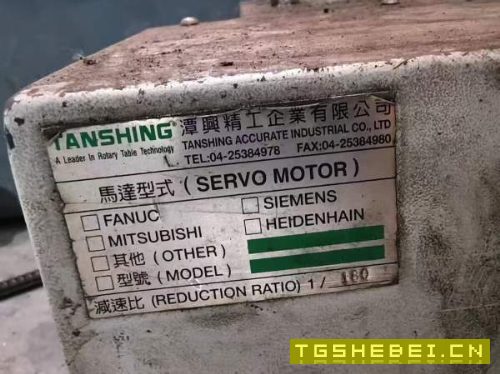 TANSHING
A Leader In Rotary Table Technology
潭興精工企業有限公司
TANSHING ACCURATE INDUSTRIAL CO., LTD
TEL:04-25384978 FAX:04-25384980
馬達型式 (SERVO MOTOR)
FANUC SIEMENS
MITSUBISHI HEIDENHAIN
其他 (OTHER)
型號 (MODEL)
減速比 (REDUCTION RATIO) 1/ 180
TGSHEBEI.CN